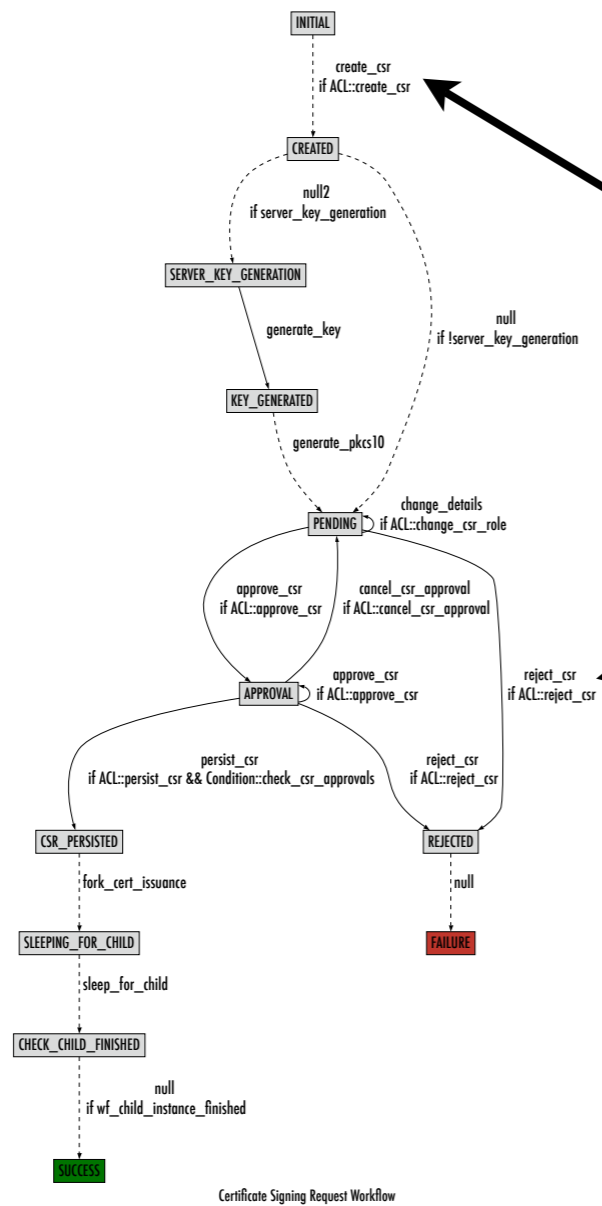 INITIAL
create_csr
if ACL::create_csr
CREATED
null2
if server_key_generation
SERVER_KEY_GENERATION
null
if !server_key_generation
generate_key
KEY_GENERATED
generate_pkcs10
PENDING
change_details
if ACL::change_csr_role
approve_csr
if ACL::approve_csr
cancel_csr_approval
if ACL::cancel_csr_approval
APPROVAL
approve_csr
if ACL::approve_csr
reject_csr
if ACL::reject_csr
persist_csr
if ACL::persist_csr && Condition::check_csr_approvals
reject_csr
if ACL::reject_csr
CSR_PERSISTED
REJECTED
fork_cert_issuance
null
SLEEPING_FOR_CHILD
FAILURE
sleep_for_child
CHECK_CHILD_FINISHED
null
if wf_child_instance_finished
SUCCESS
Certificate Signing Request Workflow